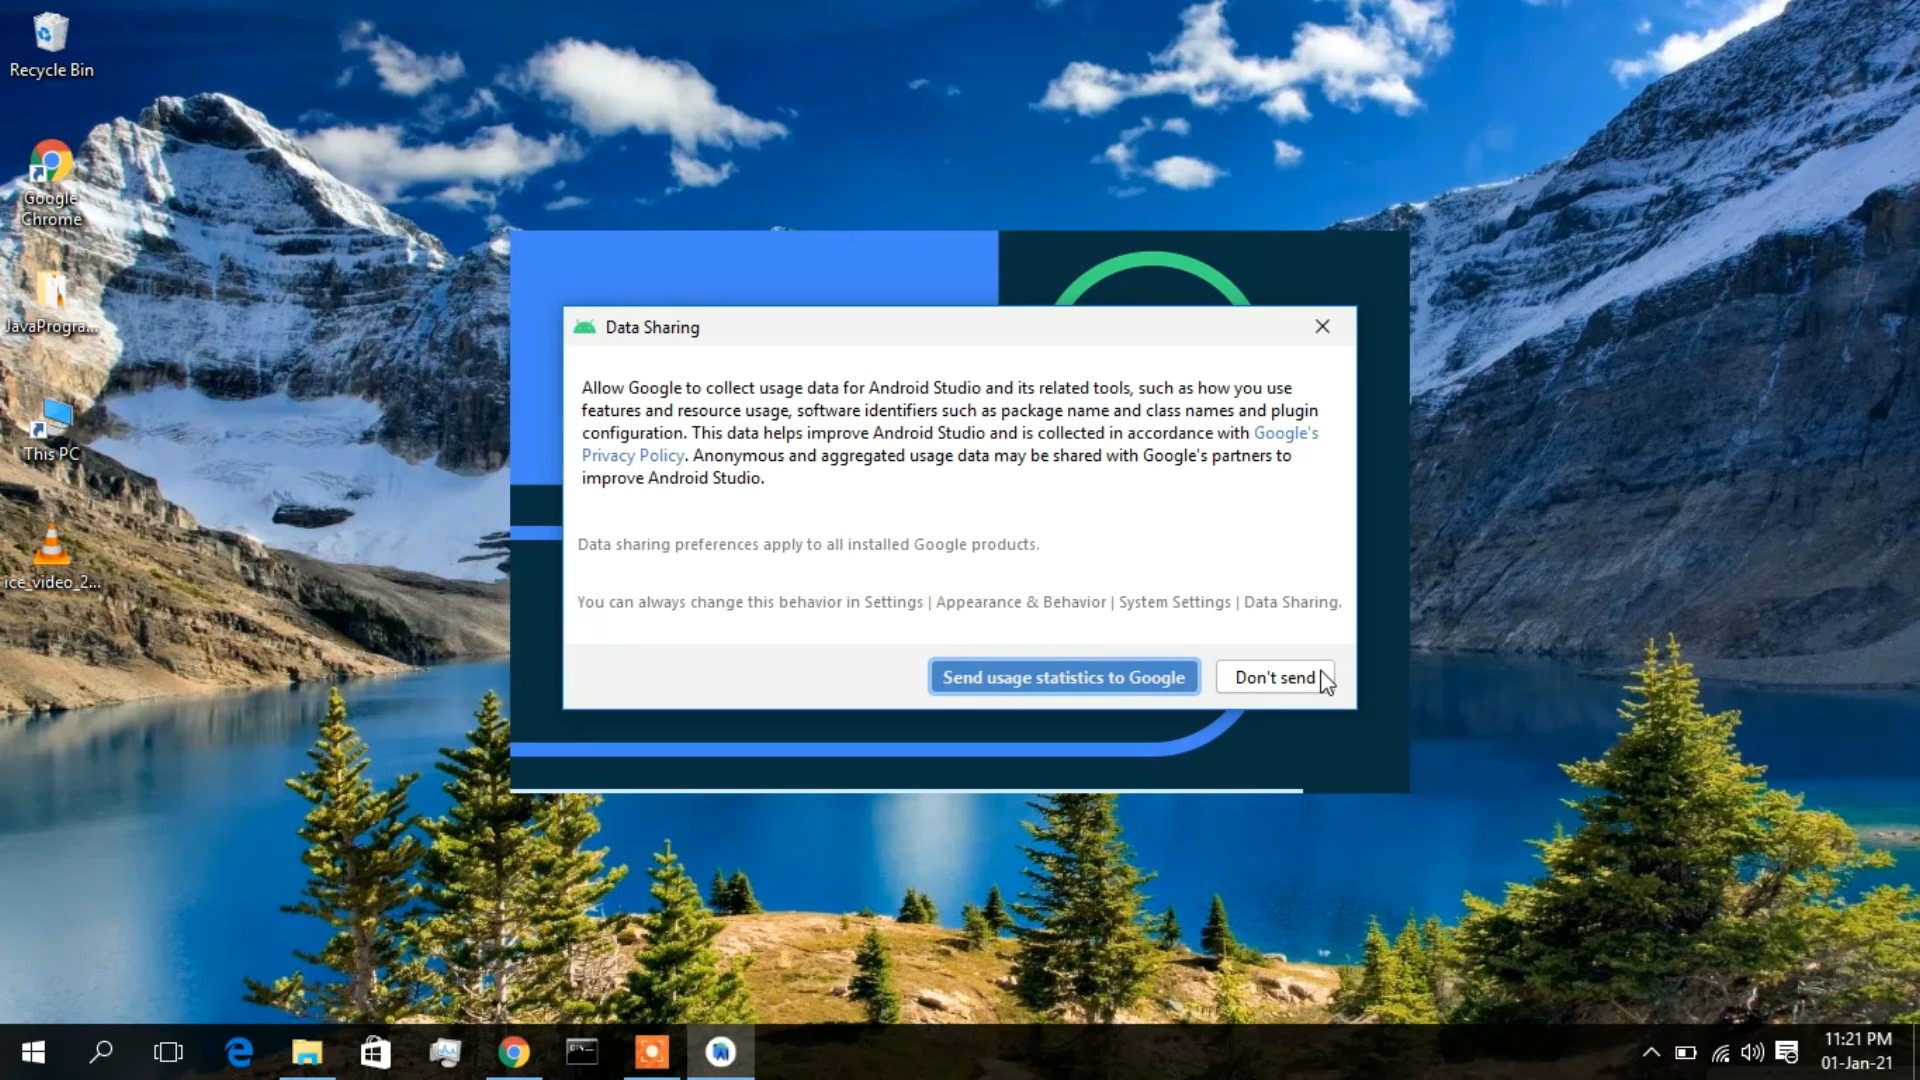 Recycle Bin
Google
Chrome
JavaProgra...
This PC
ice_video_2...
Data Sharing
Allow Google to collect usage data for Android Studio and its related tools, such as how you use
features and resource usage, software identifiers such as package name and class names and plugin
configuration. This data helps improve Android Studio and is collected in accordance with Google's
Privacy Policy. Anonymous and aggregated usage data may be shared with Google's partners to
improve Android Studio.
Data sharing preferences apply to all installed Google products.
You can always change this behavior in Settings | Appearance & Behavior | System Settings | Data Sharing.
Send usage statistics to Google
Don't send
11:21 PM
01-Jan-21